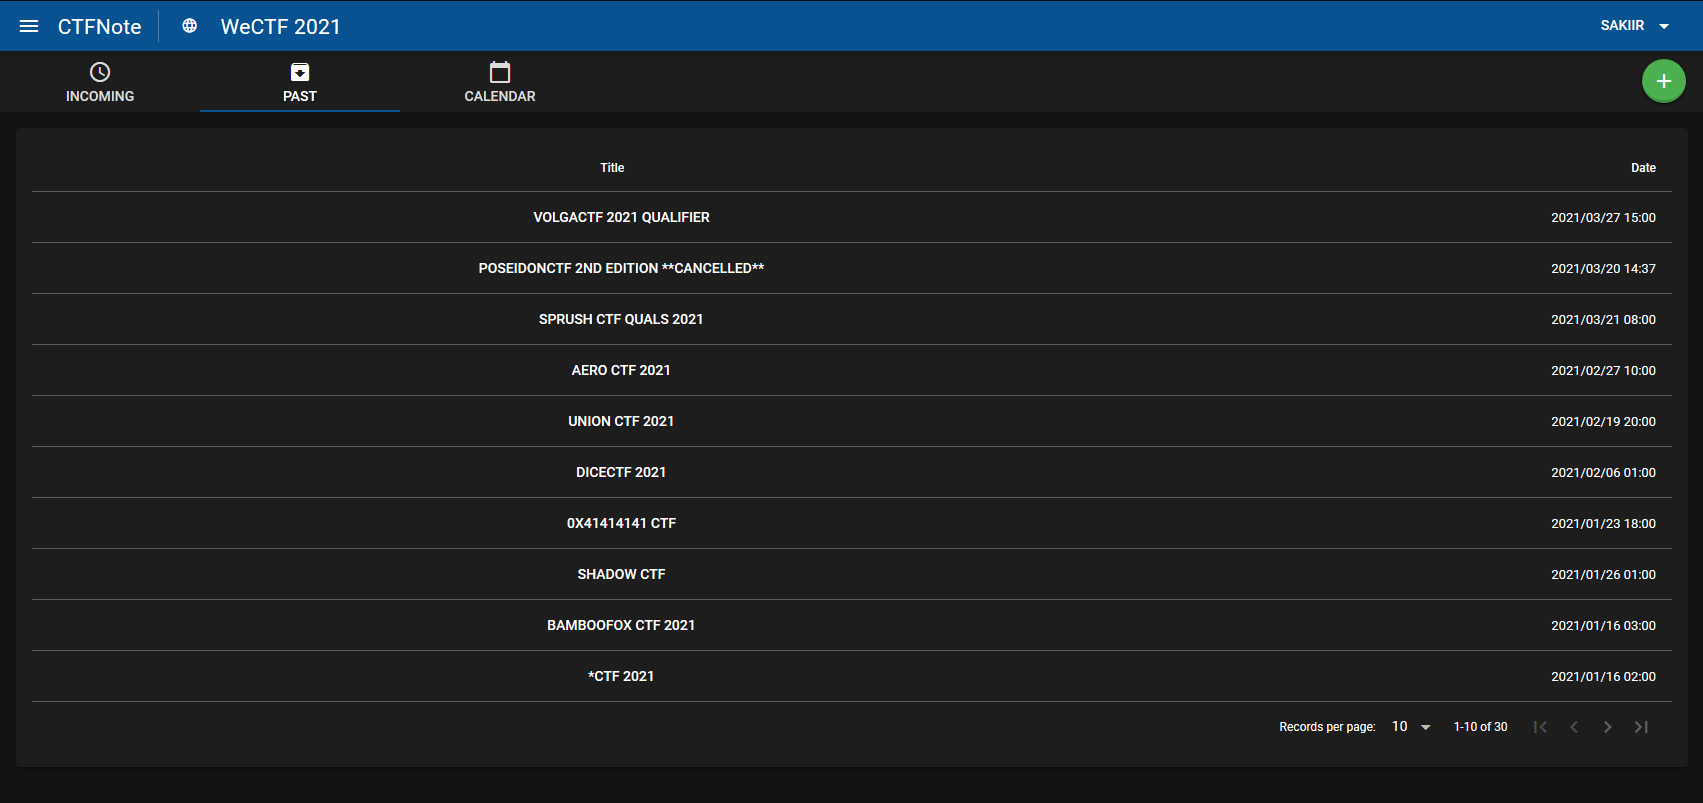 CTFNote WeCTF 2021 SAKIIR
INCOMING PAST CALENDAR
Title Date
VOLGACTF 2021 QUALIFIER 2021/03/27 15:00
POSEIDONCTF 2ND EDITION **CANCELLED** 2021/03/20 14:37
SPRUSH CTF QUALS 2021 2021/03/21 08:00
AERO CTF 2021 2021/02/27 10:00
UNION CTF 2021 2021/02/19 20:00
DICECTF 2021 2021/02/06 01:00
0X41414141 CTF 2021/01/23 18:00
SHADOW CTF 2021/01/26 01:00
BAMBOOFOX CTF 2021 2021/01/16 03:00
*CTF 2021 2021/01/16 02:00
Records per page: 10 1-10 of 30